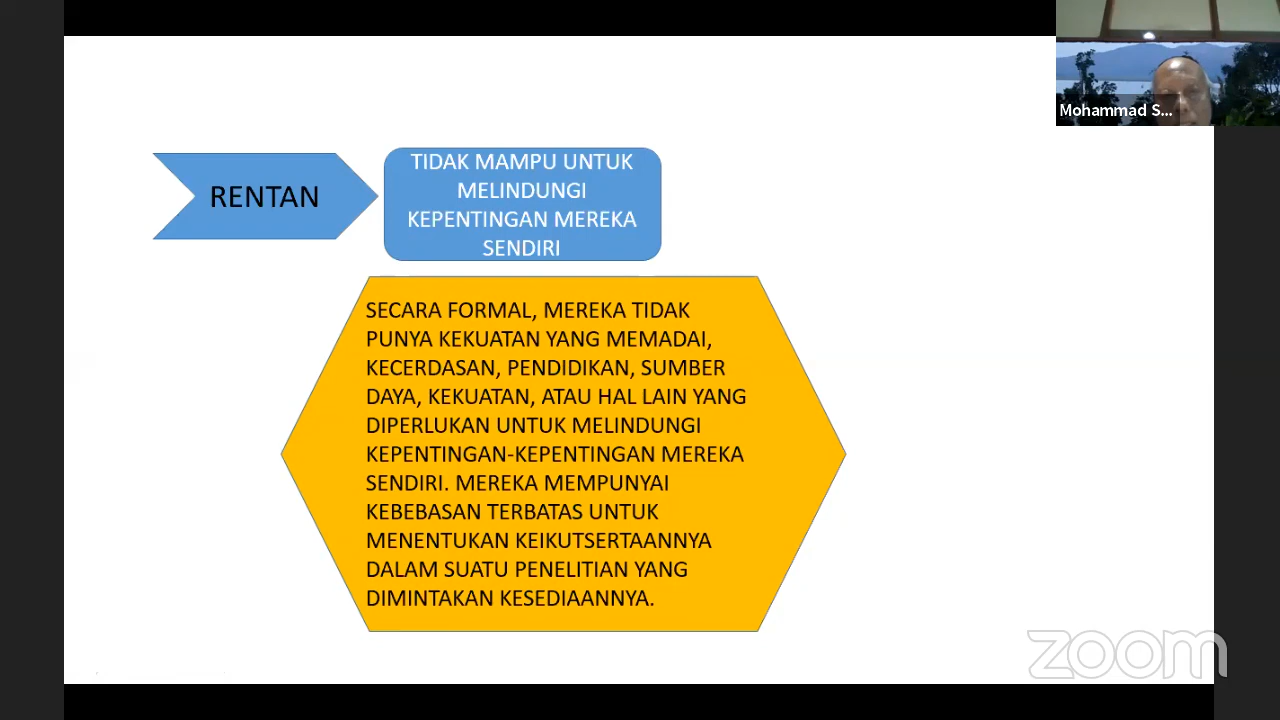 Mohammad S...
RENTAN
TIDAK MAMPU UNTUK
MELINDUNGI
KEPENTINGAN MEREKA
SENDIRI
SECARA FORMAL, MEREKA TIDAK
PUNYA KEKUATAN YANG MEMADAI,
KECERDASAN, PENDIDIKAN, SUMBER
DAYA, KEKUATAN, ATAU HAL LAIN YANG
DIPERLUKAN UNTUK MELINDUNGI
KEPENTINGAN-KEPENTINGAN MEREKA
SENDIRI. MEREKA MEMPUNYAI
KEBEBASAN TERBATAS UNTUK
MENENTUKAN KEIKUTSERTAANNYA
DALAM SUATU PENELITIAN YANG
DIMINTAKAN KESEDIAANNYA.
zoom